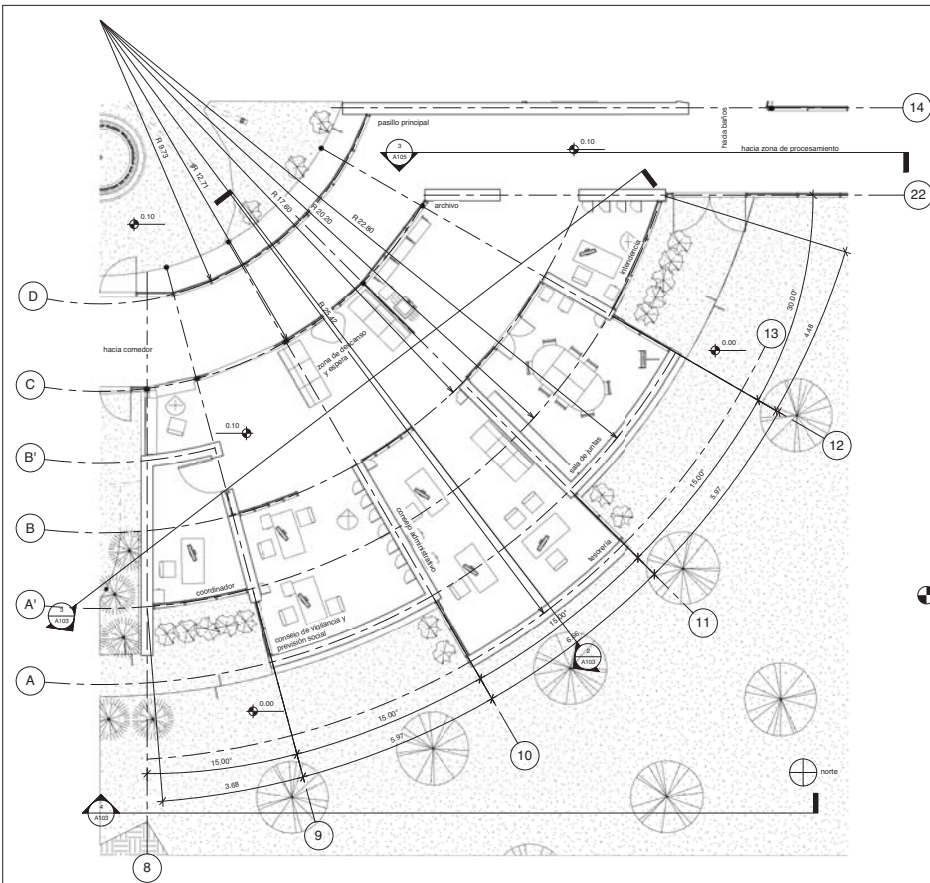 14
pasillo principal
hacia baños
3
A105
0.10
hacia zona de procesamiento
R 9.73
R 12.71
R 17.60
R 20.20
R 22.80
R 25.42
22
archivo
0.10
intendencia
D
hacia comedor
zona de descanso
y espera
30.00°
4.48
13
0.00
C
12
B'
0.10
sala de juntas
15.00°
5.97
B
consejo administrativo
tesorería
A'
3
A103
coordinador
consejo de vigilancia y
previsión social
11
15.00°
2
A103
A
0.00
15.00°
5.97
10
15.00°
3.68
norte
4
A103
9
8